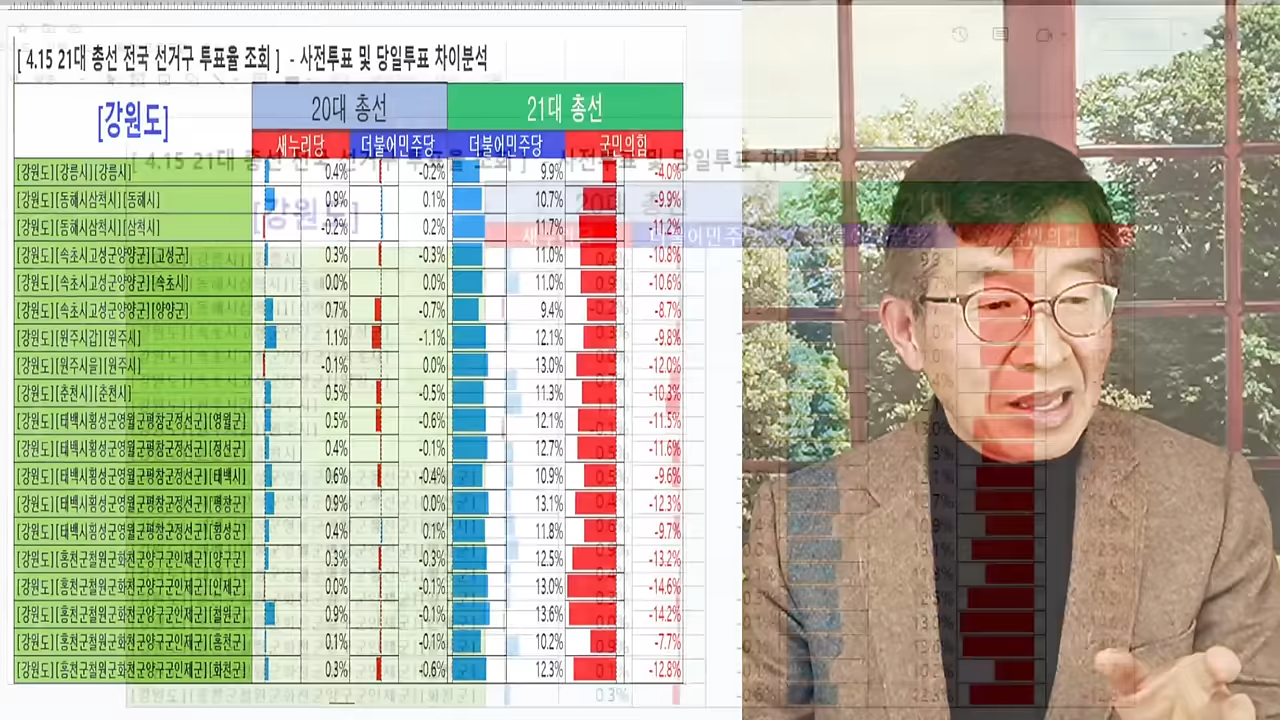 [ 4.15 21대 총선 전국 선거구 투표율 조회 ] - 사전투표 및 당일투표 차이분석
[강원도] 20대 총선 21대 총선
새누리당 더불어민주당 더불어민주당 국민의힘
[강원도][강릉시][강릉시] 0.4% -0.2% 9.9% -4.0%
[강원도][동해시삼척시][동해시] 0.9% 0.1% 10.7% -9.9%
[강원도][동해시삼척시][삼척시] -0.2% 0.2% 11.7% -11.2%
[강원도][속초시고성군양양군][고성군] 0.3% -0.3% 11.0% -10.8%
[강원도][속초시고성군양양군][속초시] 0.0% 0.0% 11.0% -10.6%
[강원도][속초시고성군양양군][양양군] 0.7% -0.7% 9.4% -8.7%
[강원도][원주시갑][원주시] 1.1% -1.1% 12.1% -9.8%
[강원도][원주시을][원주시] -0.1% 0.0% 13.0% -12.0%
[강원도][춘천시][춘천시] 0.5% -0.5% 11.3% -10.3%
[강원도][태백시횡성군영월군평창군정선군][영월군] 0.5% -0.6% 12.1% -11.5%
[강원도][태백시횡성군영월군평창군정선군][정선군] 0.4% -0.1% 12.7% -11.6%
[강원도][태백시횡성군영월군평창군정선군][태백시] 0.6% -0.4% 10.9% -9.6%
[강원도][태백시횡성군영월군평창군정선군][평창군] 0.9% 0.0% 13.1% -12.3%
[강원도][태백시횡성군영월군평창군정선군][횡성군] 0.4% 0.1% 11.8% -9.7%
[강원도][홍천군철원군화천군양구군인제군][양구군] 0.3% -0.3% 12.5% -13.2%
[강원도][홍천군철원군화천군양구군인제군][인제군] 0.0% -0.1% 13.0% -14.6%
[강원도][홍천군철원군화천군양구군인제군][철원군] 0.9% -0.1% 13.6% -14.2%
[강원도][홍천군철원군화천군양구군인제군][홍천군] 0.1% -0.1% 10.2% -7.7%
[강원도][홍천군철원군화천군양구군인제군][화천군] 0.3% -0.6% 12.3% -12.8%